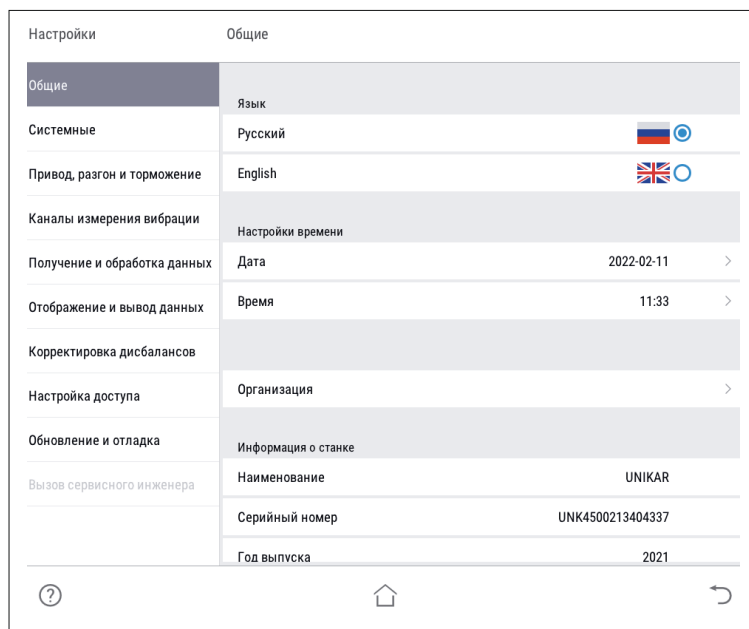 Настройки
Общие
Общие
Системные
Привод, разгон и торможение
Каналы измерения вибрации
Получение и обработка данных
Отображение и вывод данных
Корректировка дисбалансов
Настройка доступа
Обновление и отладка
Вызов сервисного инженера
Язык
Русский
English
Настройки времени
Дата 2022-02-11
Время 11:33
Организация
Информация о станке
Наименование UNIKAR
Серийный номер UNK4500213404337
Год выпуска 2021